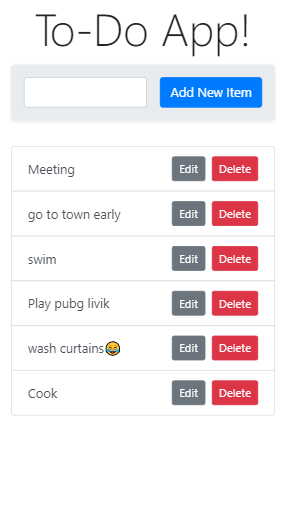 To-Do App!
Add New Item
Meeting Edit Delete
go to town early Edit Delete
swim Edit Delete
Play pubg livik Edit Delete
wash curtains😂 Edit Delete
Cook Edit Delete